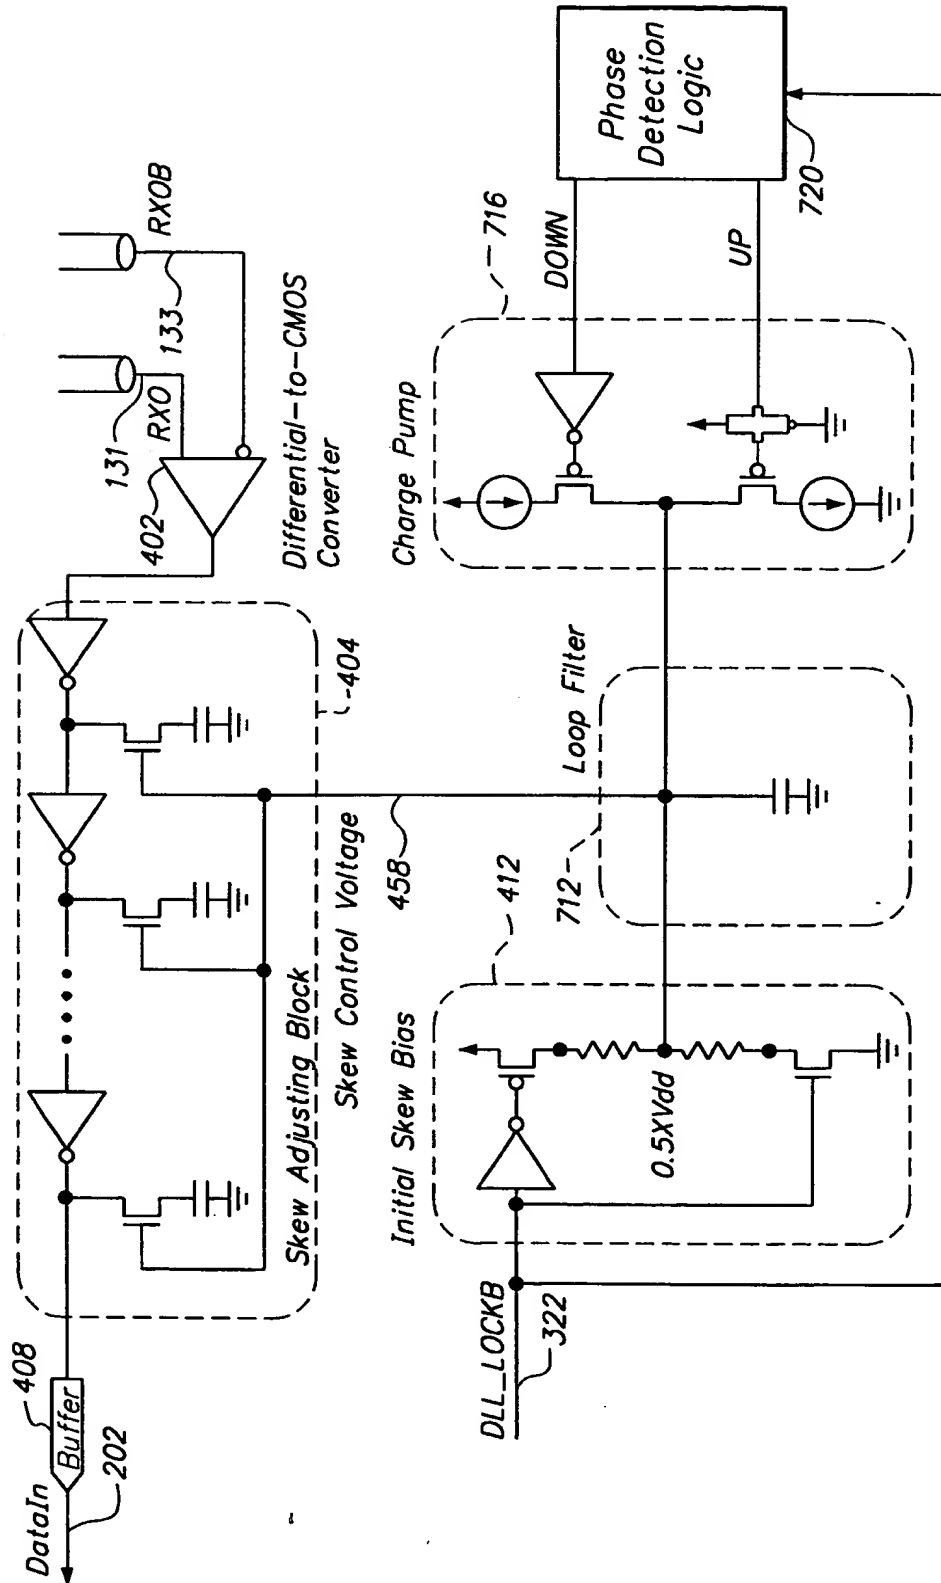 DataIn
408
Buffer
202
404
Skew Adjusting Block
402
131
RX0
133
RX0B
Differential-to-CMOS
Converter
Skew Control Voltage
458
DLL_LOCKB
322
Initial Skew Bias
412
0.5XVdd
Loop Filter
712
Charge Pump
716
DOWN
UP
Phase
Detection
Logic
720